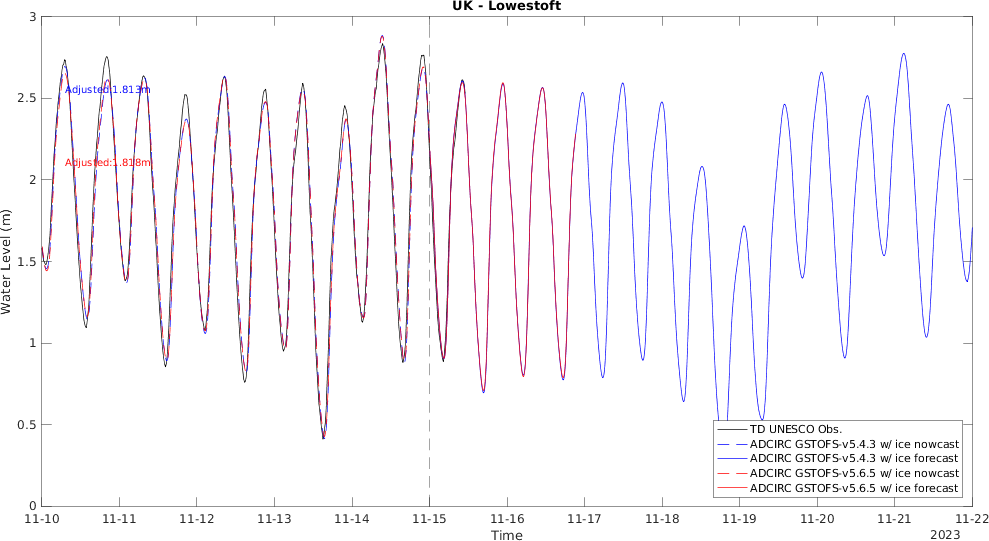 UK - Lowestoft
3
2.5
2
1.5
1
0.5
0
Water Level (m)
Adjusted:1.813m
Adjusted:1.818m
TD UNESCO Obs.
ADCIRC GSTOFS-v5.4.3 w/ ice nowcast
ADCIRC GSTOFS-v5.4.3 w/ ice forecast
ADCIRC GSTOFS-v5.6.5 w/ ice nowcast
ADCIRC GSTOFS-v5.6.5 w/ ice forecast
11-10 11-11 11-12 11-13 11-14 11-15 11-16 11-17 11-18 11-19 11-20 11-21 11-22
Time
2023